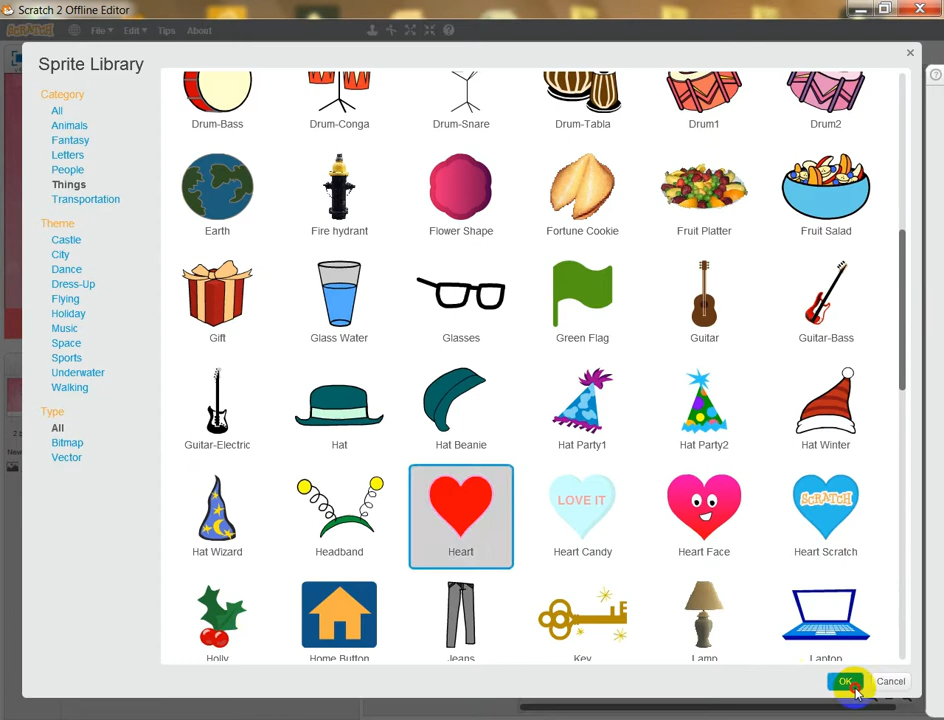 Scratch 2 Offline Editor
SCRATCH File Edit Tips About
Sprite Library
Category
All
Animals
Fantasy
Letters
People
Things
Transportation
Theme
Castle
City
Dance
Dress-Up
Flying
Holiday
Music
Space
Sports
Underwater
Walking
Type
All
Bitmap
Vector
Drum-Bass Drum-Conga Drum-Snare Drum-Tabla Drum1 Drum2
Earth Fire hydrant Flower Shape Fortune Cookie Fruit Platter Fruit Salad
Gift Glass Water Glasses Green Flag Guitar Guitar-Bass
Guitar-Electric Hat Hat Beanie Hat Party1 Hat Party2 Hat Winter
LOVE IT SCRATCH
Hat Wizard Headband Heart Heart Candy Heart Face Heart Scratch
Holly Home Button Jeans Key Lamp Laptop
OK Cancel